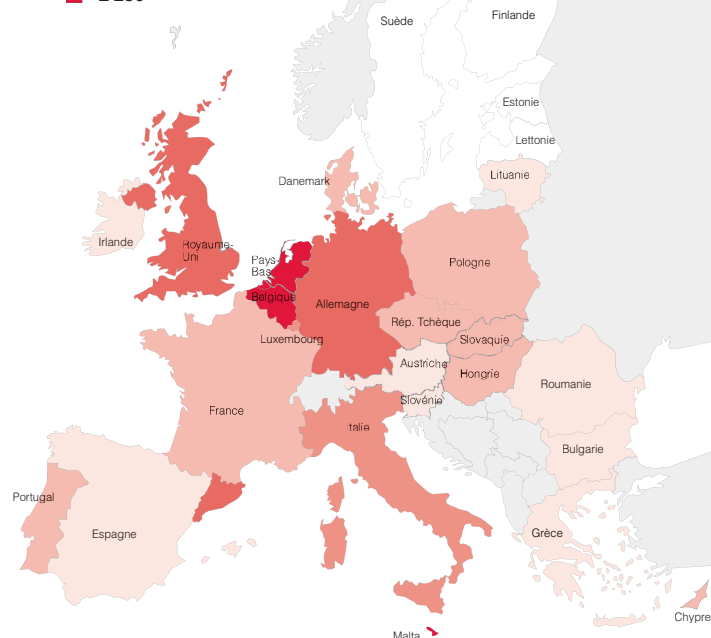 Suède
Finlande
Estonie
Lettonie
Lituanie
Danemark
Irlande
Royaume-
Uni
Pays-
Bas
Pologne
Belgique
Allemagne
Rép. Tchèque
Luxembourg
Slovaquie
Austriche
Hongrie
Roumanie
Slovénie
France
Italie
Bulgarie
Portugal
Espagne
Grèce
Chypre
Malta